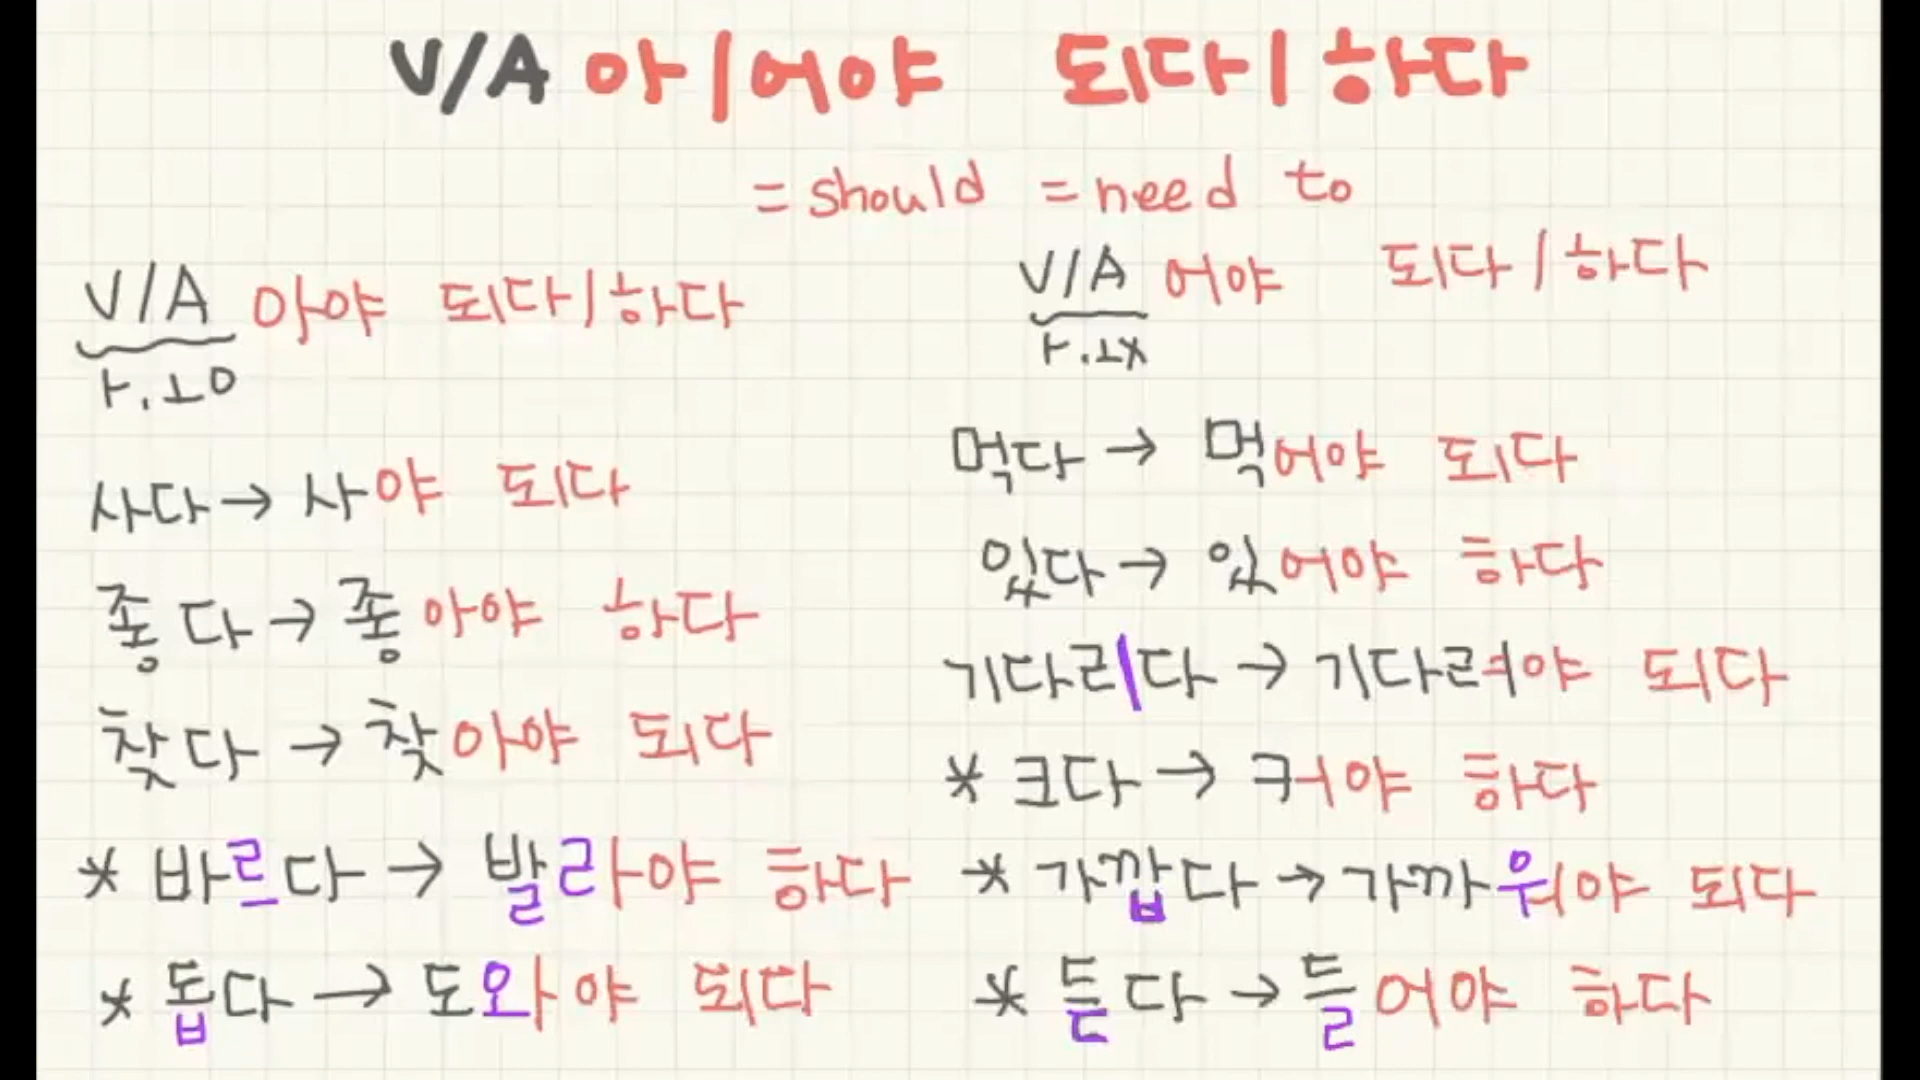 V/A 아/어야 되다/하다
= should = need to
V/A 아야 되다/하다
ㅏ.ㅗ O
사다 → 사야 되다
좋다 → 좋아야 하다
찾다 → 찾아야 되다
* 바르다 → 발라야 하다
* 돕다 → 도와야 되다
V/A 어야 되다/하다
ㅏ.ㅗ X
먹다 → 먹어야 되다
있다 → 있어야 하다
기다리다 → 기다려야 되다
* 크다 → 커야 하다
* 가깝다 → 가까워야 되다
* 듣다 → 들어야 하다